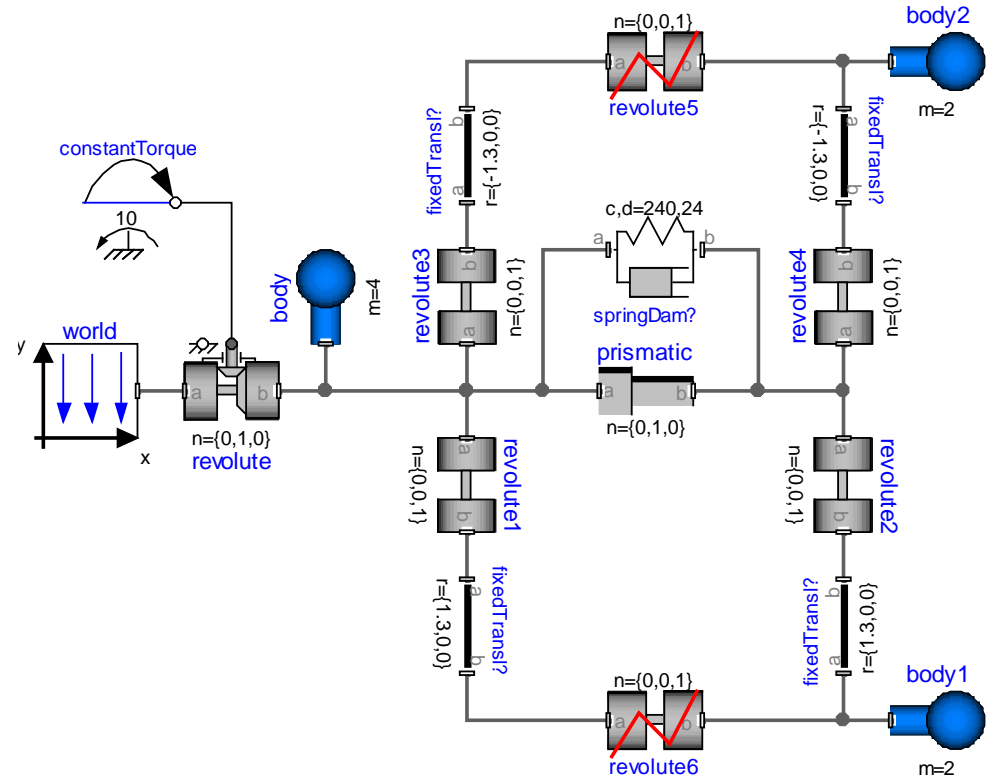 n={0,0,1}
a
b
revolute5
body2
m=2
constantTorque
10
fixedTransl?
b
a
r={-1.3,0,0}
fixedTransl?
a
b
r={-1.3,0,0}
c,d=240,24
a
b
springDam?
body
m=4
revolute3
b
a
n={0,0,1}
revolute4
b
a
n={0,0,1}
y
world
x
a
b
n={0,1,0}
revolute
prismatic
a
b
n={0,1,0}
n={0,0,1}
a
b
revolute1
n={0,0,1}
a
b
revolute2
r={1.3,0,0}
a
b
fixedTransl?
fixedTransl?
b
a
r={1.3,0,0}
n={0,0,1}
a
b
revolute6
body1
m=2